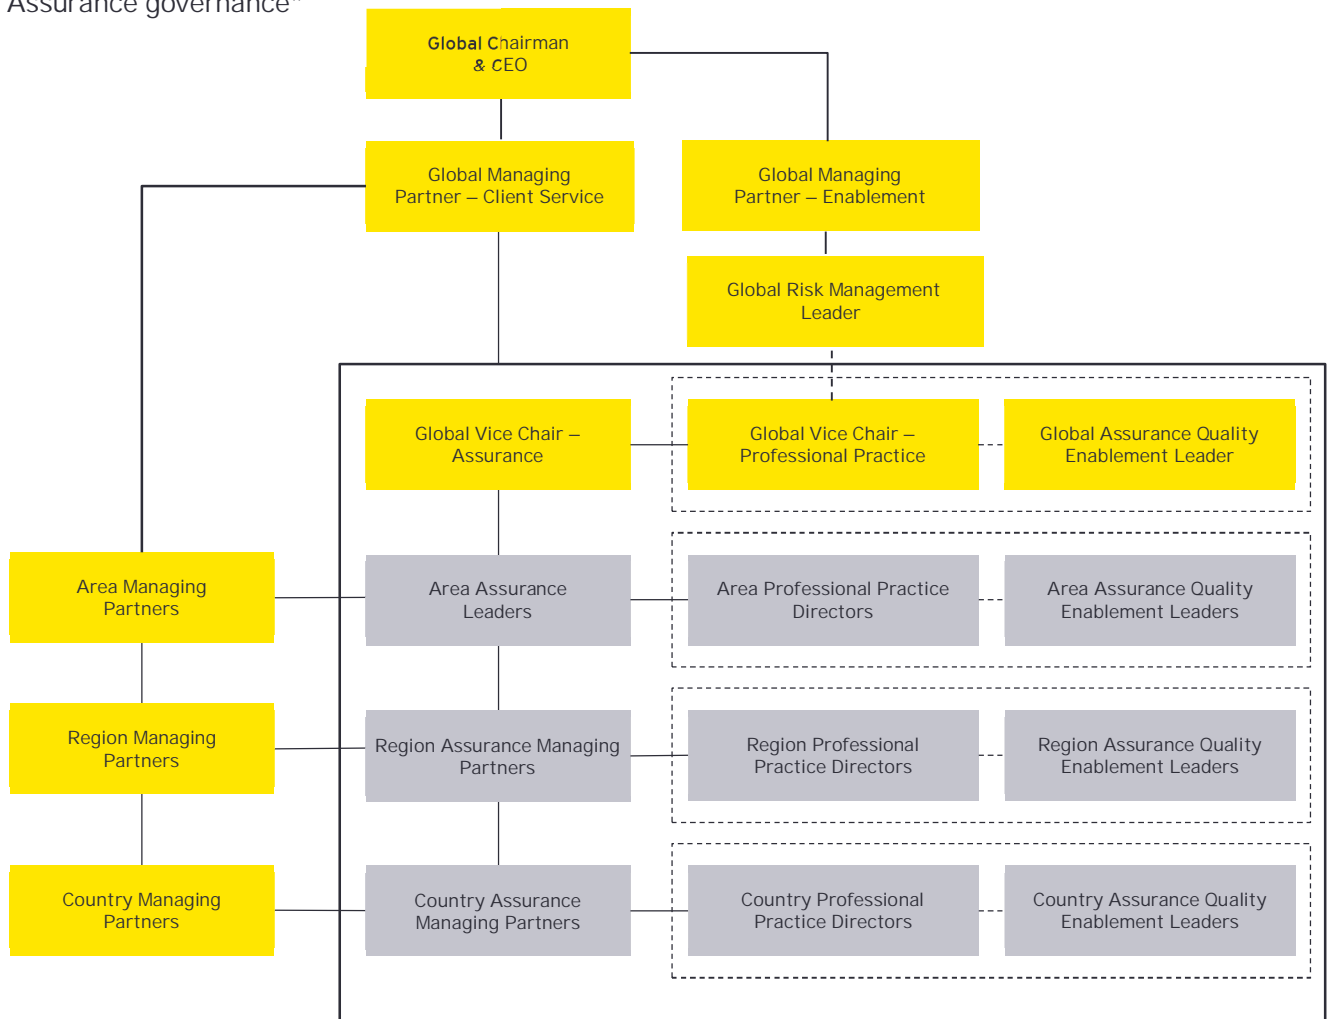 Assurance governance*
Global Chairman
& CEO
Global Managing
Partner – Client Service
Global Managing
Partner – Enablement
Global Risk Management
Leader
Global Vice Chair –
Assurance
Global Vice Chair –
Professional Practice
Global Assurance Quality
Enablement Leader
Area Managing
Partners
Area Assurance
Leaders
Area Professional Practice
Directors
Area Assurance Quality
Enablement Leaders
Region Managing
Partners
Region Assurance Managing
Partners
Region Professional
Practice Directors
Region Assurance Quality
Enablement Leaders
Country Managing
Partners
Country Assurance
Managing Partners
Country Professional
Practice Directors
Country Assurance Quality
Enablement Leaders